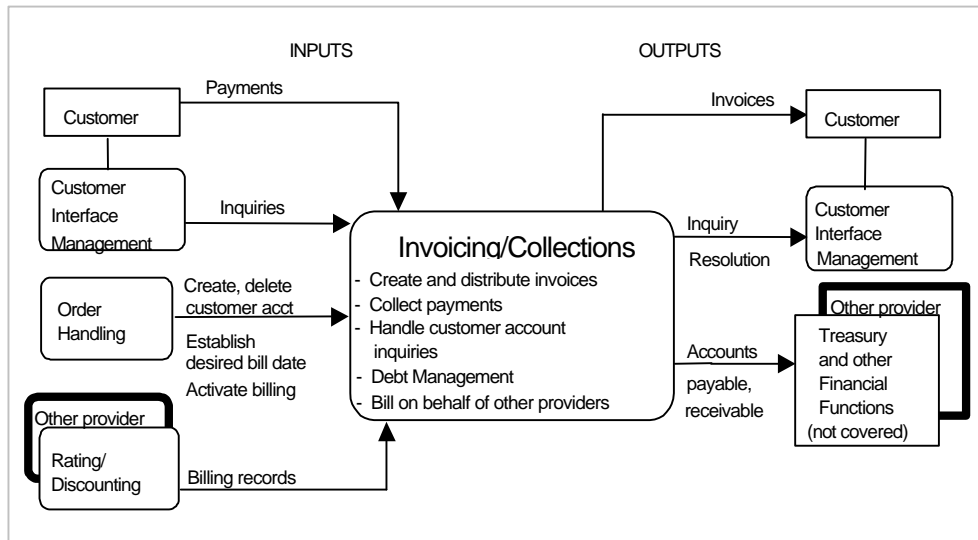 INPUTS
OUTPUTS
Payments
Customer
Customer
Interface
Management
Inquiries
Order
Handling
Create, delete
customer acct
Establish
desired bill date
Activate billing
Other provider
Rating/
Discounting
Billing records
Invoicing/Collections
- Create and distribute invoices
- Collect payments
- Handle customer account
inquiries
- Debt Management
- Bill on behalf of other providers
Invoices
Customer
Inquiry
Resolution
Customer
Interface
Management
Accounts
payable,
receivable
Other provider
Treasury
and other
Financial
Functions
(not covered)